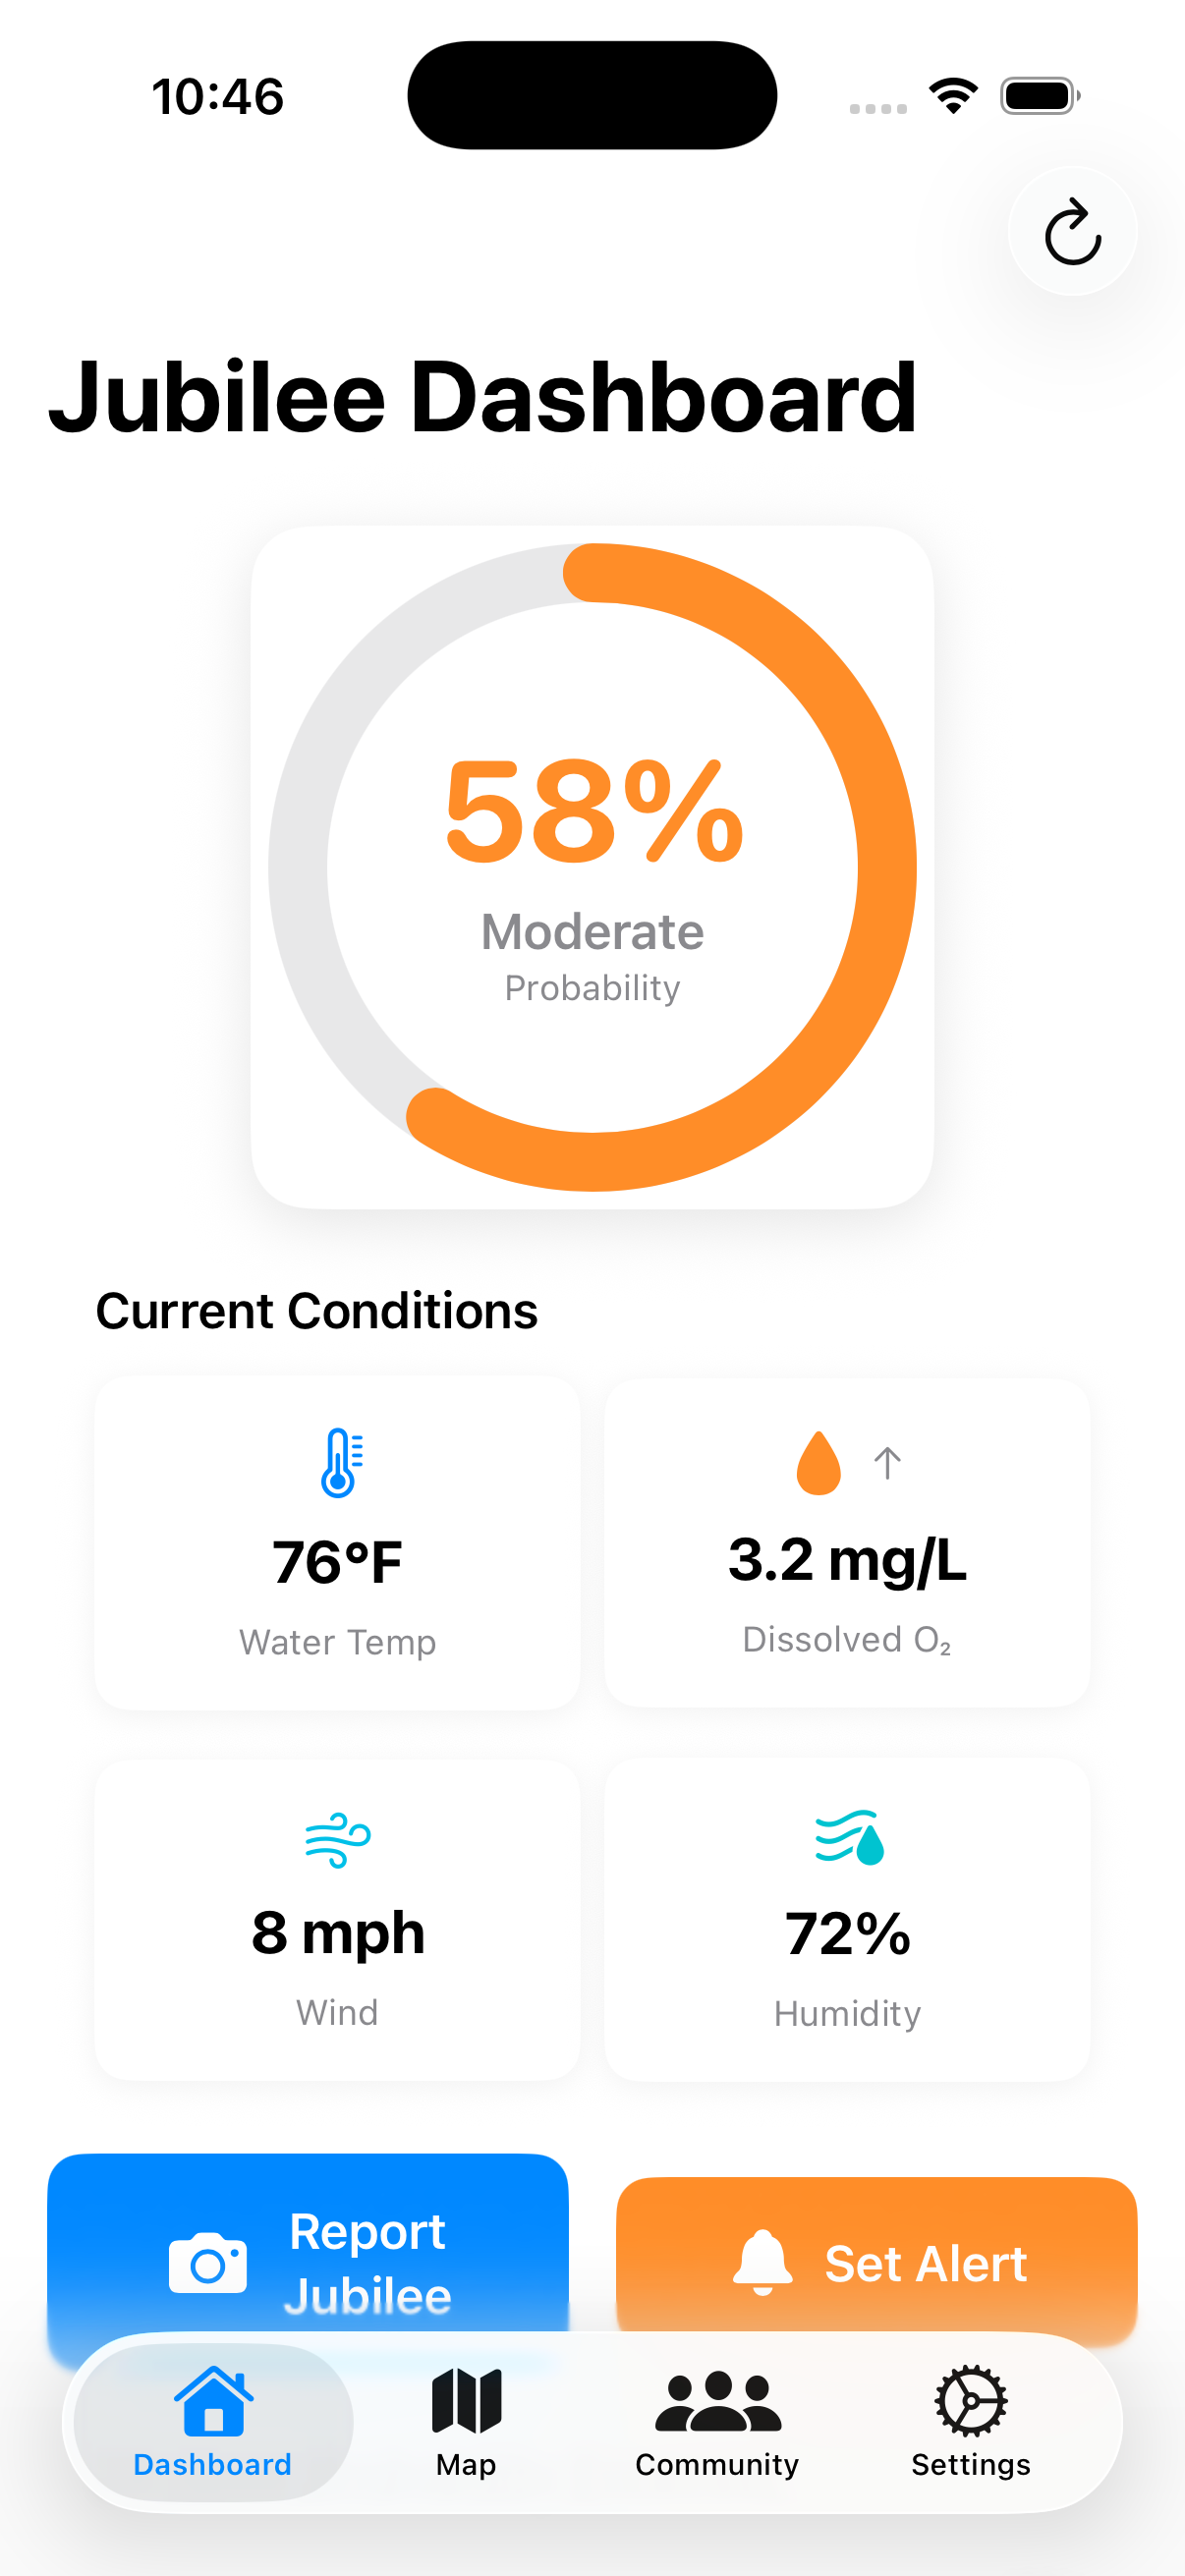 10:46
Jubilee Dashboard
58%
Moderate
Probability
Current Conditions
76°F
Water Temp
3.2 mg/L
Dissolved O₂
8 mph
Wind
72%
Humidity
Report
Jubilee
Set Alert
Dashboard
Map
Community
Settings